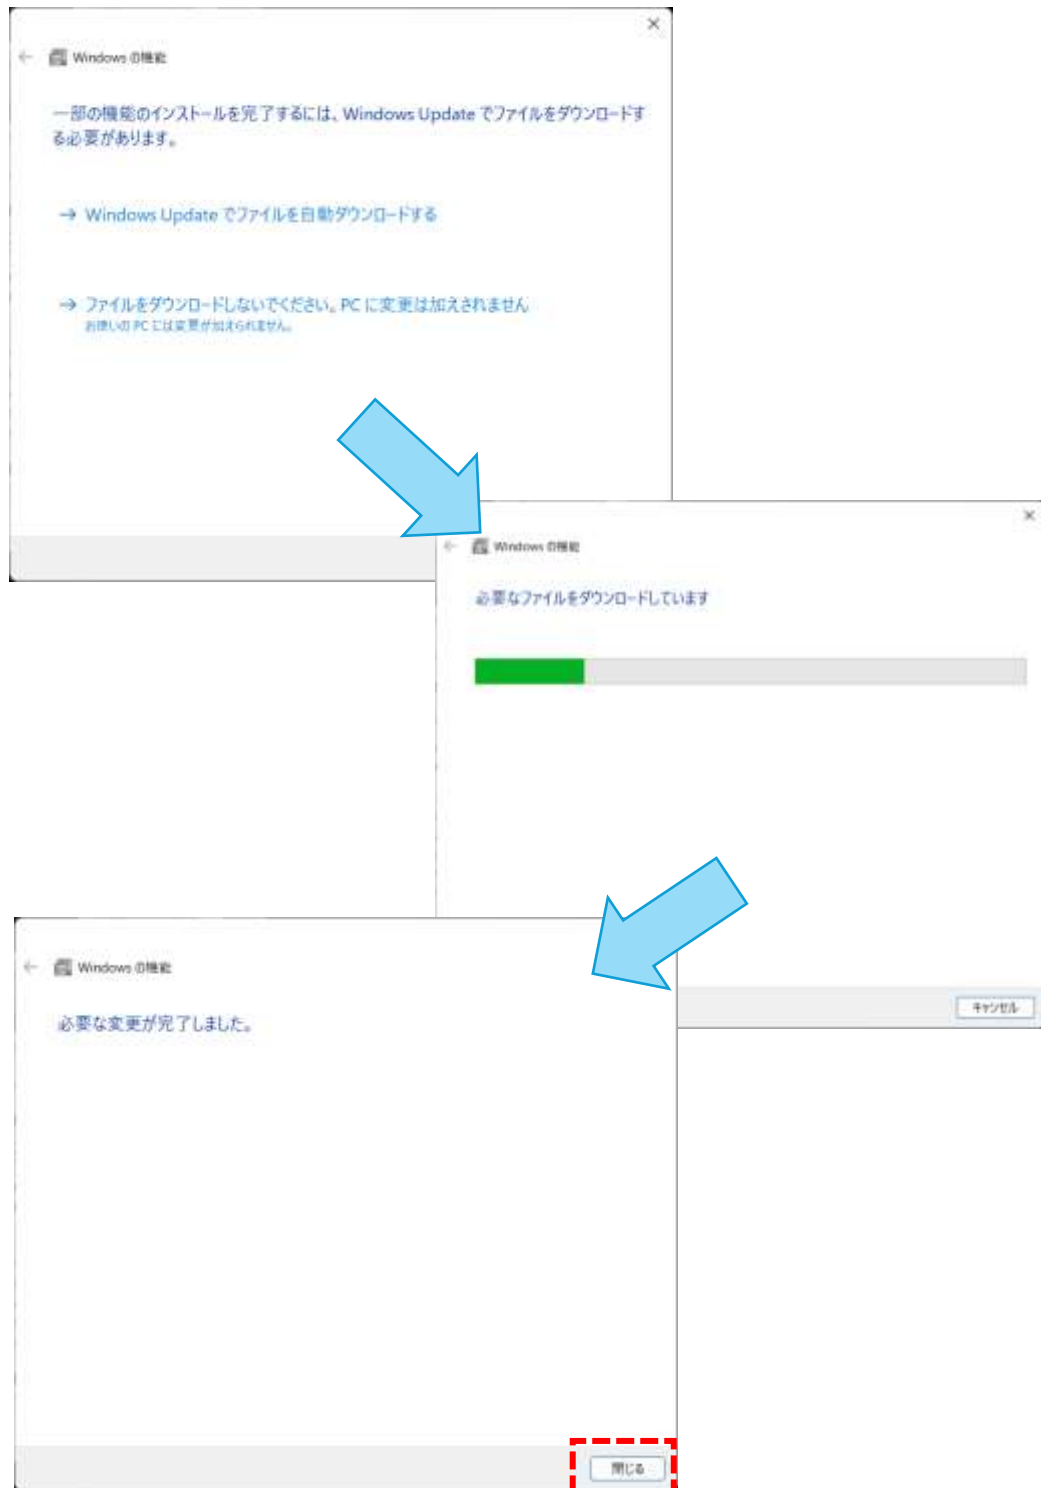 Windows の機能
一部の機能のインストールを完了するには、Windows Update でファイルをダウンロードす
る必要があります。
→ Windows Update でファイルを自動ダウンロードする
→ ファイルをダウンロードしないでください。PC に変更は加えされません
お使いの PC には変更が加えられません。
Windows の機能
必要なファイルをダウンロードしています
キャンセル
Windows の機能
必要な変更が完了しました。
閉じる